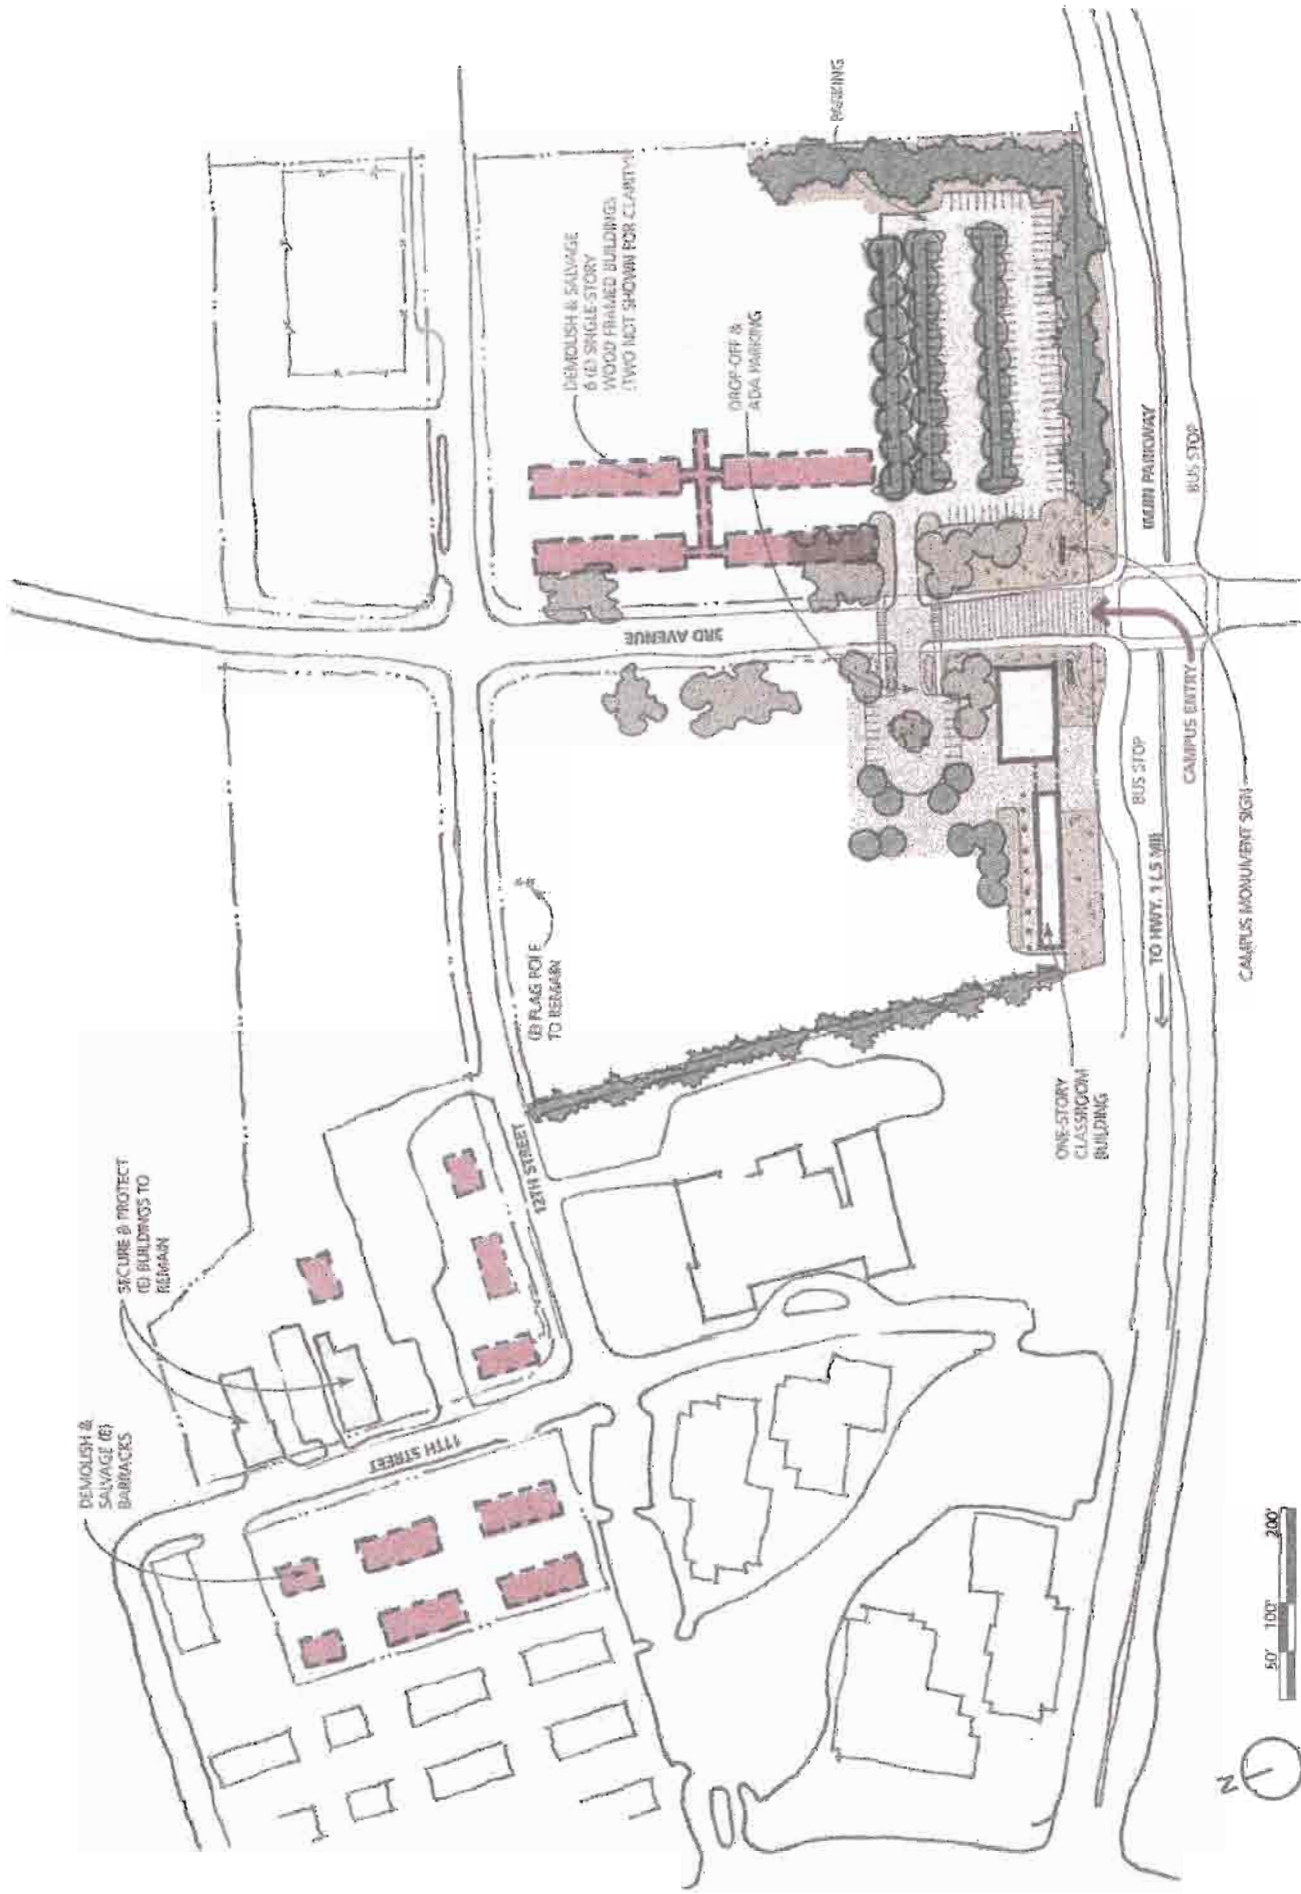 DEMOLISH &
SALVAGE (E)
BARRACKS
SECURE & PROTECT
(E) BUILDINGS TO
REMAIN
11TH STREET
12TH STREET
(E) FLAG POLE
TO REMAIN
3RD AVENUE
DEMOLISH & SALVAGE
6 (E) SINGLE-STORY
WOOD FRAMED BUILDINGS
(TWO NOT SHOWN FOR CLARITY)
DROP-OFF &
ADA PARKING
PARKING
ONE-STORY
CLASSROOM
BUILDING
TO HWY. 1 (.5 MI)
BUS STOP
CAMPUS ENTRY
CAMPUS MONUMENT SIGN
IMJIN PARKWAY
BUS STOP
N
50' 100' 200'